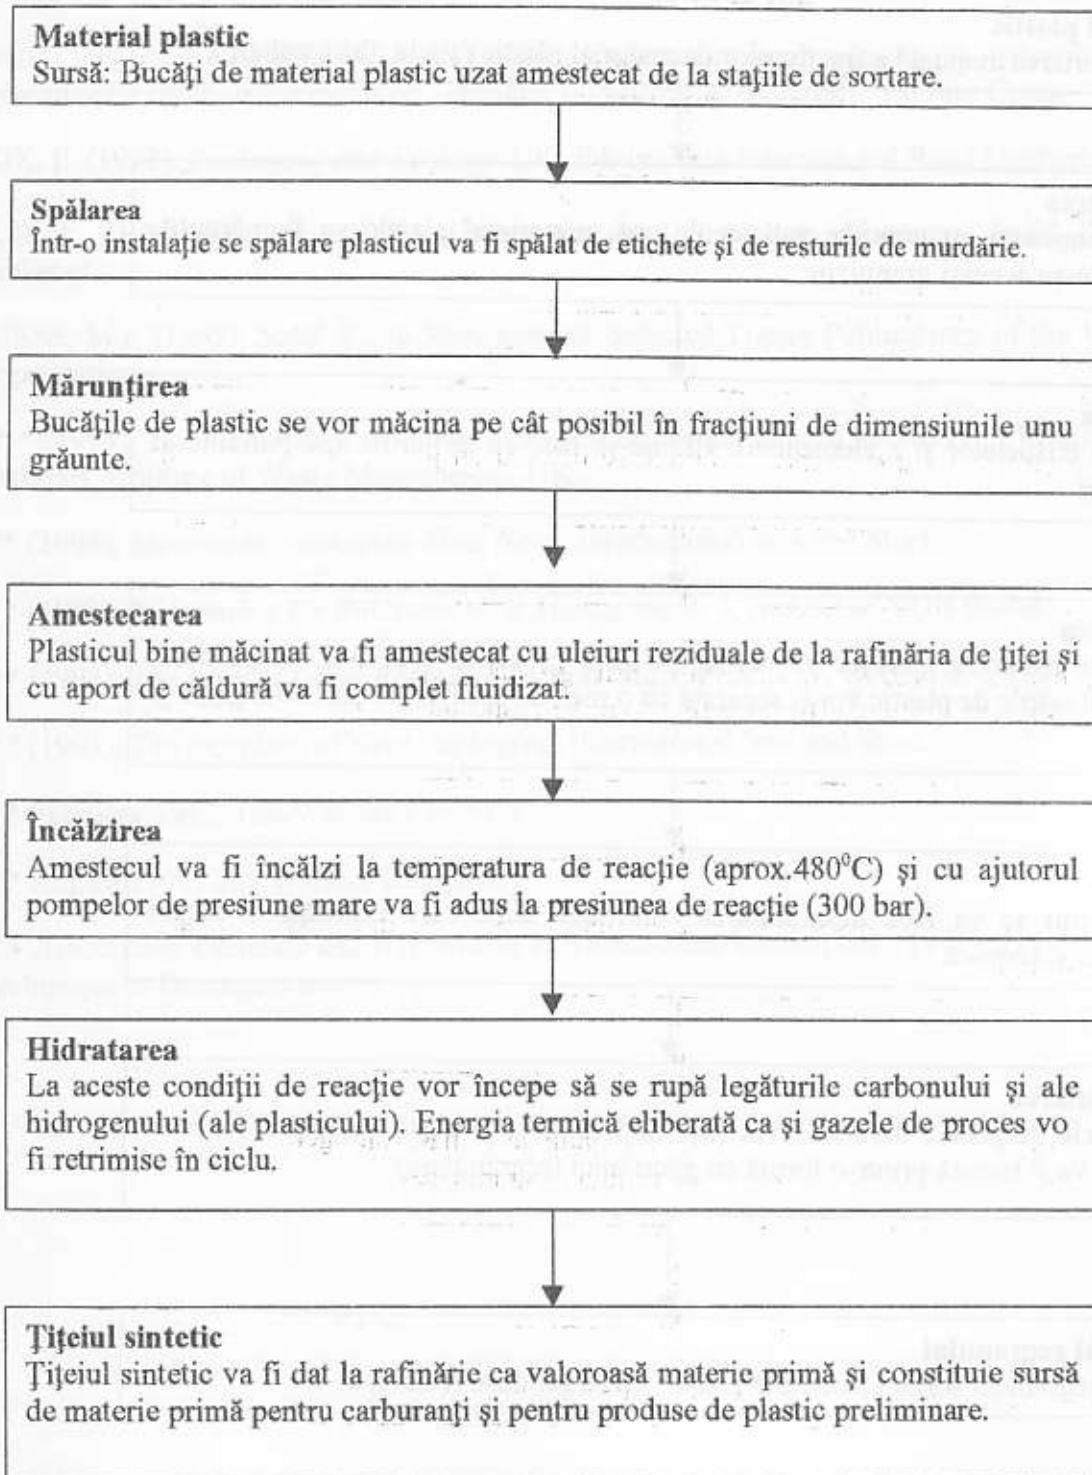 Material plastic
Sursă: Bucăţi de material plastic uzat amestecat de la staţiile de sortare.
Spălarea
Într-o instalaţie se spălare plasticul va fi spălat de etichete şi de resturile de murdărie.
Mărunţirea
Bucăţile de plastic se vor măcina pe cât posibil în fracţiuni de dimensiunile unu
grăunte.
Amestecarea
Plasticul bine măcinat va fi amestecat cu uleiuri reziduale de la rafinăria de ţiţei şi
cu aport de căldură va fi complet fluidizat.
Încălzirea
Amestecul va fi încălzi la temperatura de reacţie (aprox.480⁰C) şi cu ajutorul
pompelor de presiune mare va fi adus la presiunea de reacţie (300 bar).
Hidratarea
La aceste condiţii de reacţie vor începe să se rupă legăturile carbonului şi ale
hidrogenului (ale plasticului). Energia termică eliberată ca şi gazele de proces vo
fi retrimise în ciclu.
Ţiţeiul sintetic
Ţiţeiul sintetic va fi dat la rafinărie ca valoroasă materie primă şi constituie sursă
de materie primă pentru carburanţi şi pentru produse de plastic preliminare.